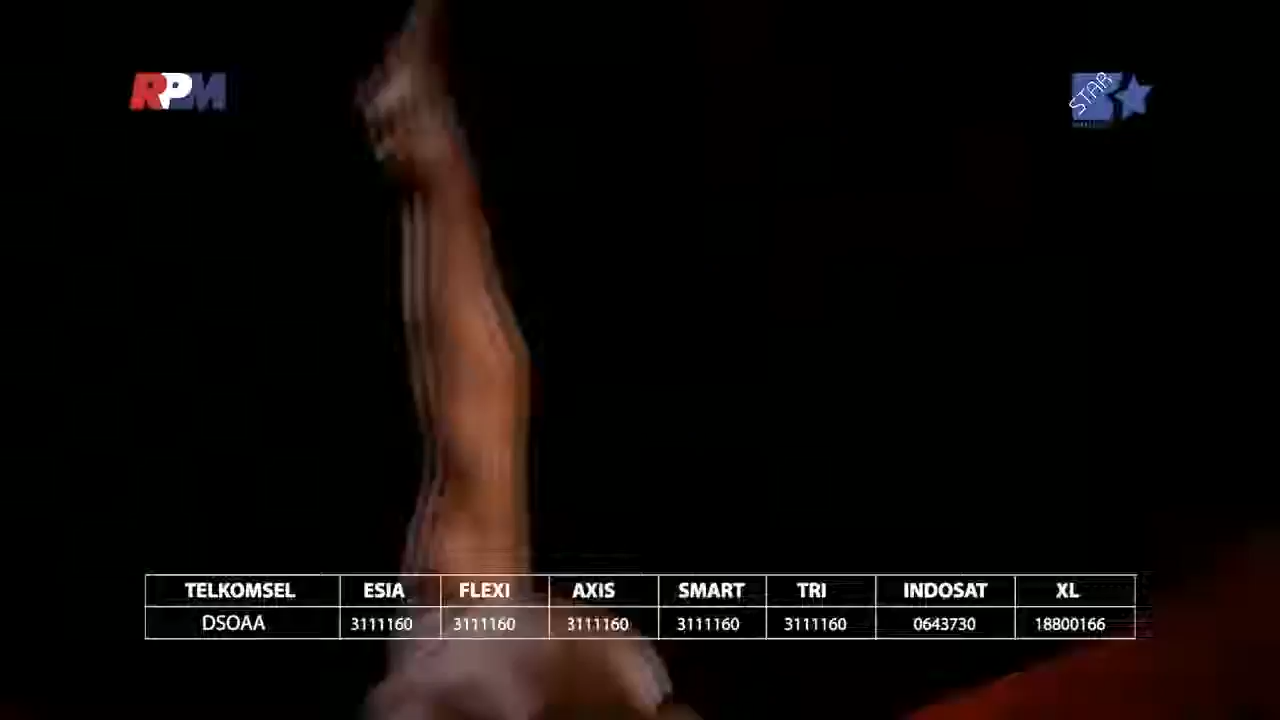 RPM
STAR
TELKOMSEL ESIA FLEXI AXIS SMART TRI INDOSAT XL
DSOAA 3111160 3111160 3111160 3111160 3111160 0643730 18800166